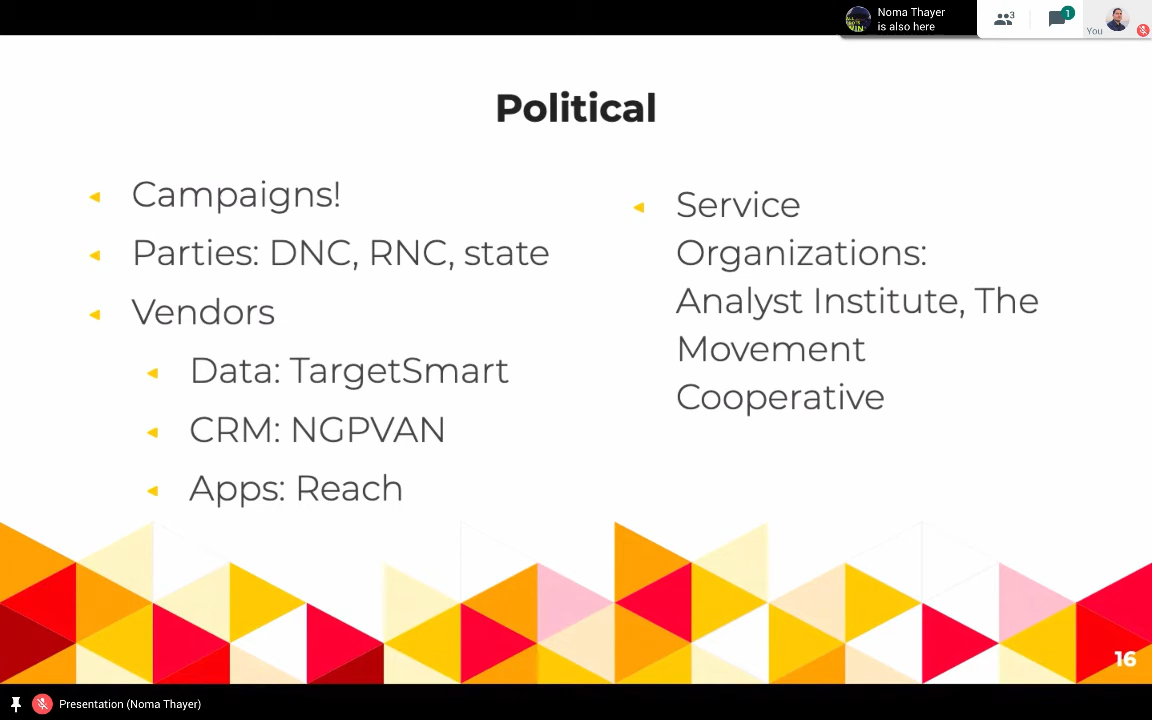 Noma Thayer
is also here
3
1
You
Political
Campaigns!
Parties: DNC, RNC, state
Vendors
Data: TargetSmart
CRM: NGPVAN
Apps: Reach
Service
Organizations:
Analyst Institute, The
Movement
Cooperative
16
Presentation (Noma Thayer)